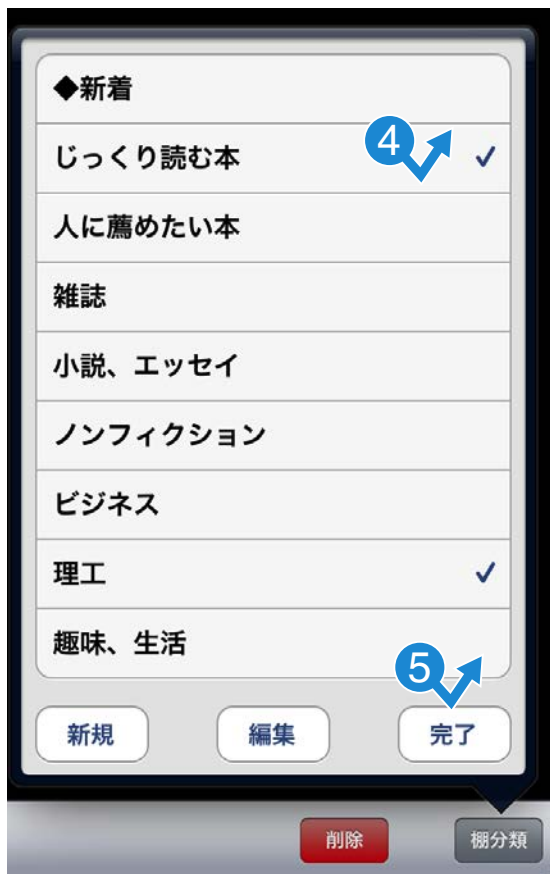 ◆新着
じっくり読む本
4
人に薦めたい本
雑誌
小説、エッセイ
ノンフィクション
ビジネス
理工
趣味、生活
5
新規
編集
完了
削除
棚分類